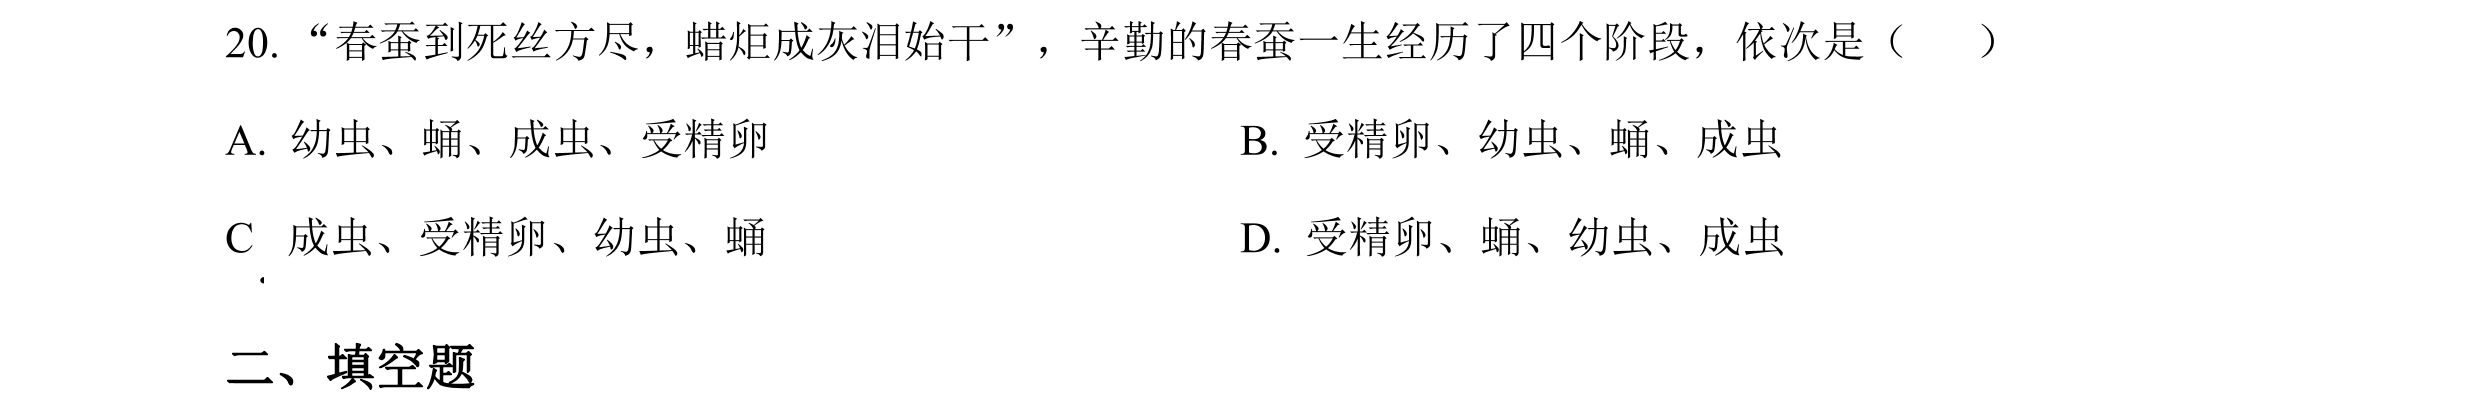 20. “春蚕到死丝方尽，蜡炬成灰泪始干”，辛勤的春蚕一生经历了四个阶段，依次是（　　）
A. 幼虫、蛹、成虫、受精卵 B. 受精卵、幼虫、蛹、成虫
C. 成虫、受精卵、幼虫、蛹 D. 受精卵、蛹、幼虫、成虫
二、填空题